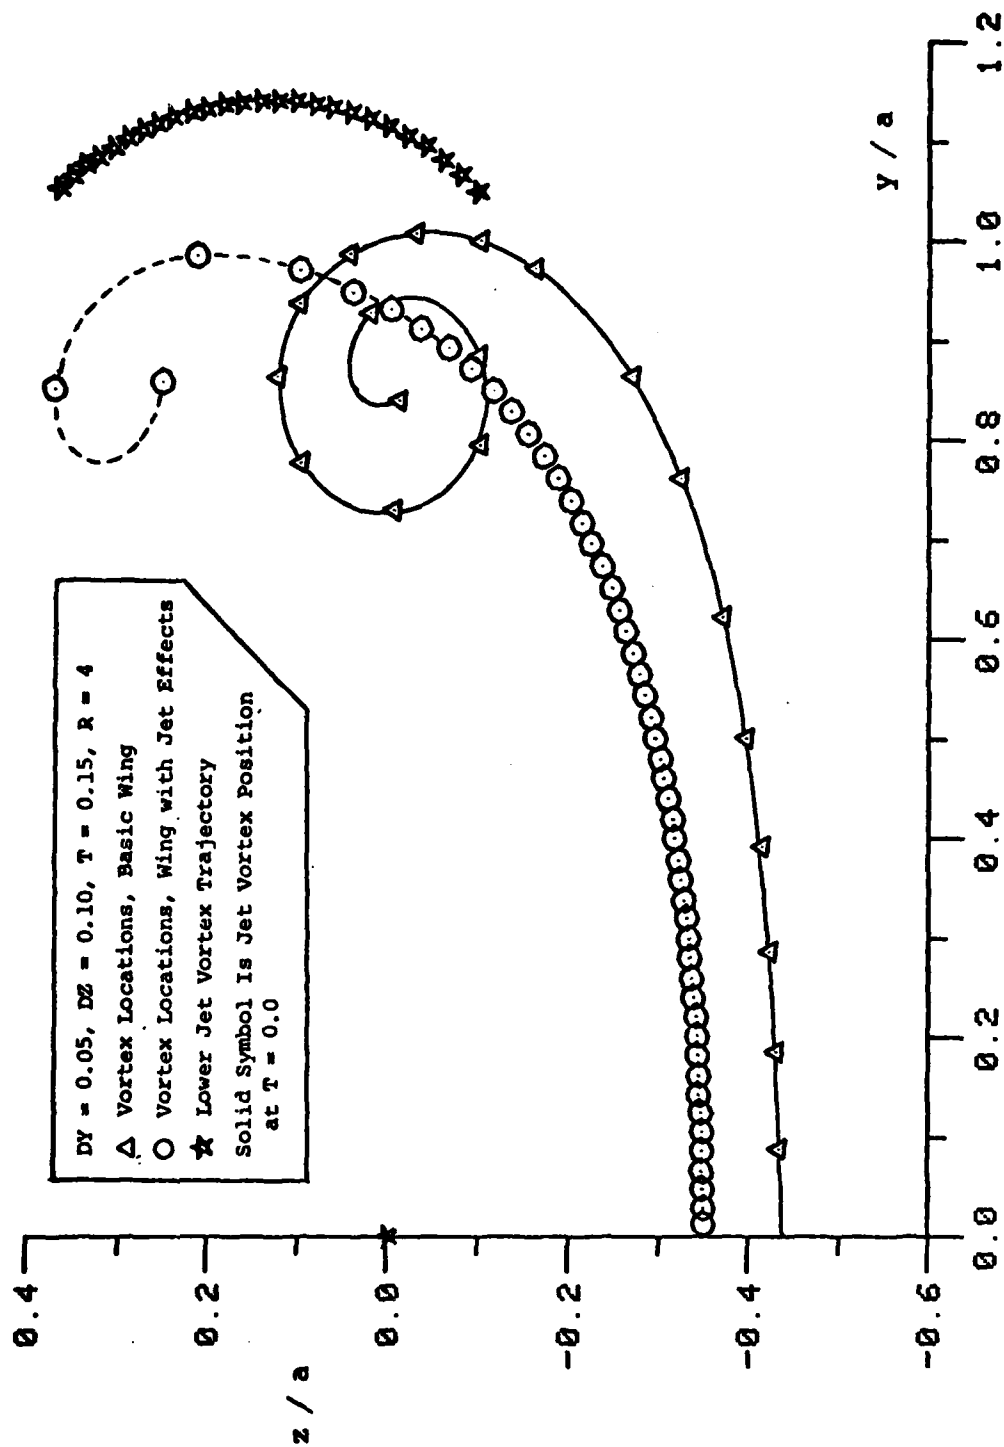 DY = 0.05, DZ = 0.10, T = 0.15, R = 4
△ Vortex Locations, Basic Wing
○ Vortex Locations, Wing with Jet Effects
★ Lower Jet Vortex Trajectory
Solid Symbol Is Jet Vortex Position
at T = 0.0
z / a
0.4
0.2
0.0
-0.2
-0.4
-0.6
0.0 0.2 0.4 0.6 0.8 1.0 1.2
y / a